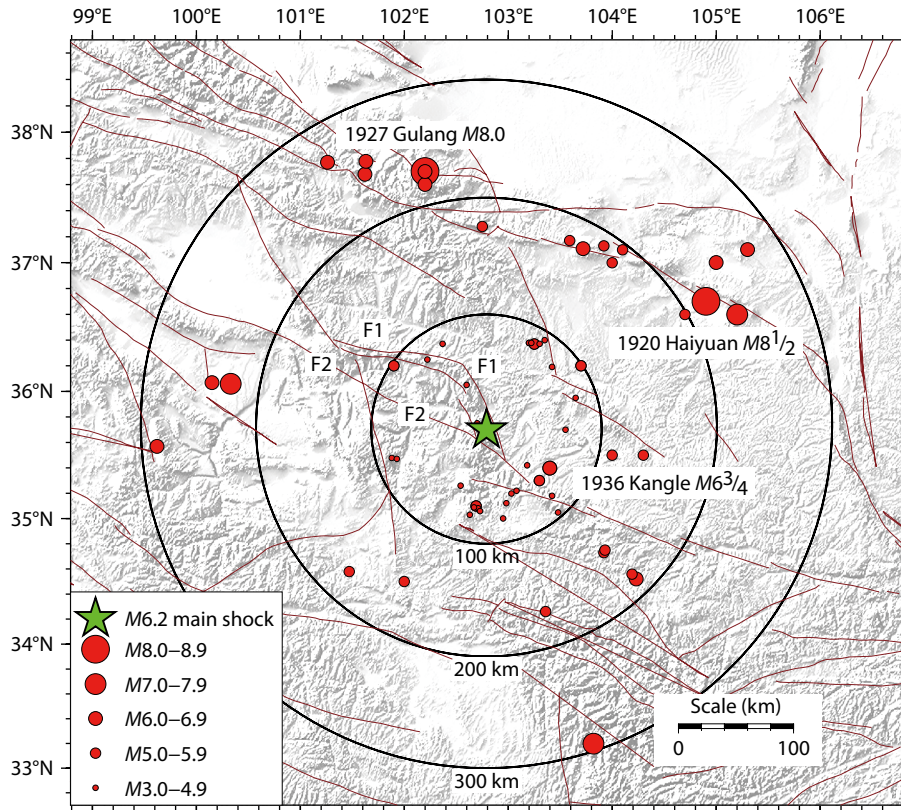 99°E 100°E 101°E 102°E 103°E 104°E 105°E 106°E
38°N
37°N
36°N
35°N
34°N
33°N
1927 Gulang M8.0
1920 Haiyuan M8 1/2
F1
F2
F1
F2
1936 Kangle M6 3/4
100 km
200 km
300 km
M6.2 main shock
M8.0–8.9
M7.0–7.9
M6.0–6.9
M5.0–5.9
M3.0–4.9
Scale (km)
0 100